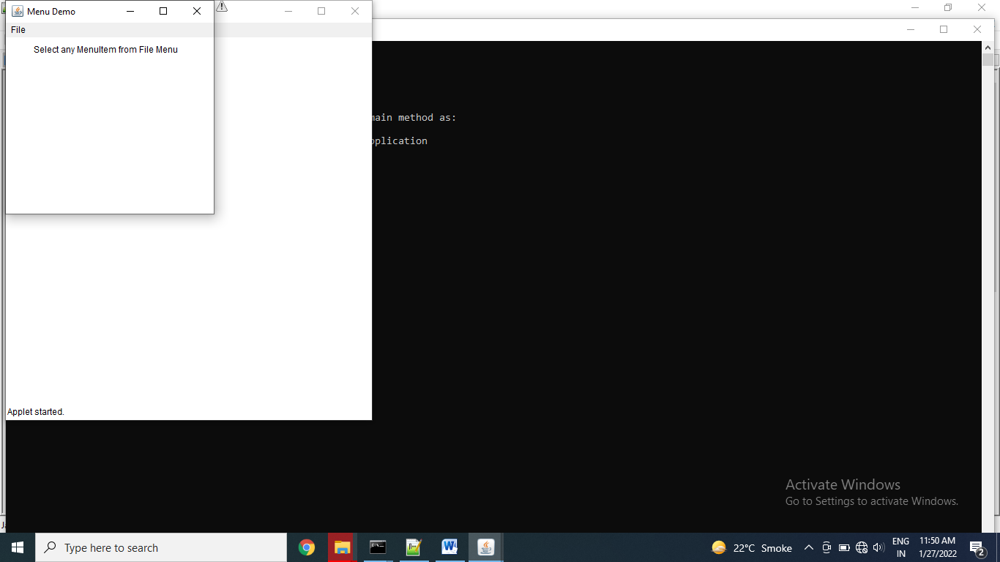 Menu Demo
File
Select any MenuItem from File Menu
main method as:
application
Applet started.
Activate Windows
Go to Settings to activate Windows.
Type here to search
22°C Smoke
ENG
IN
11:50 AM
1/27/2022
2